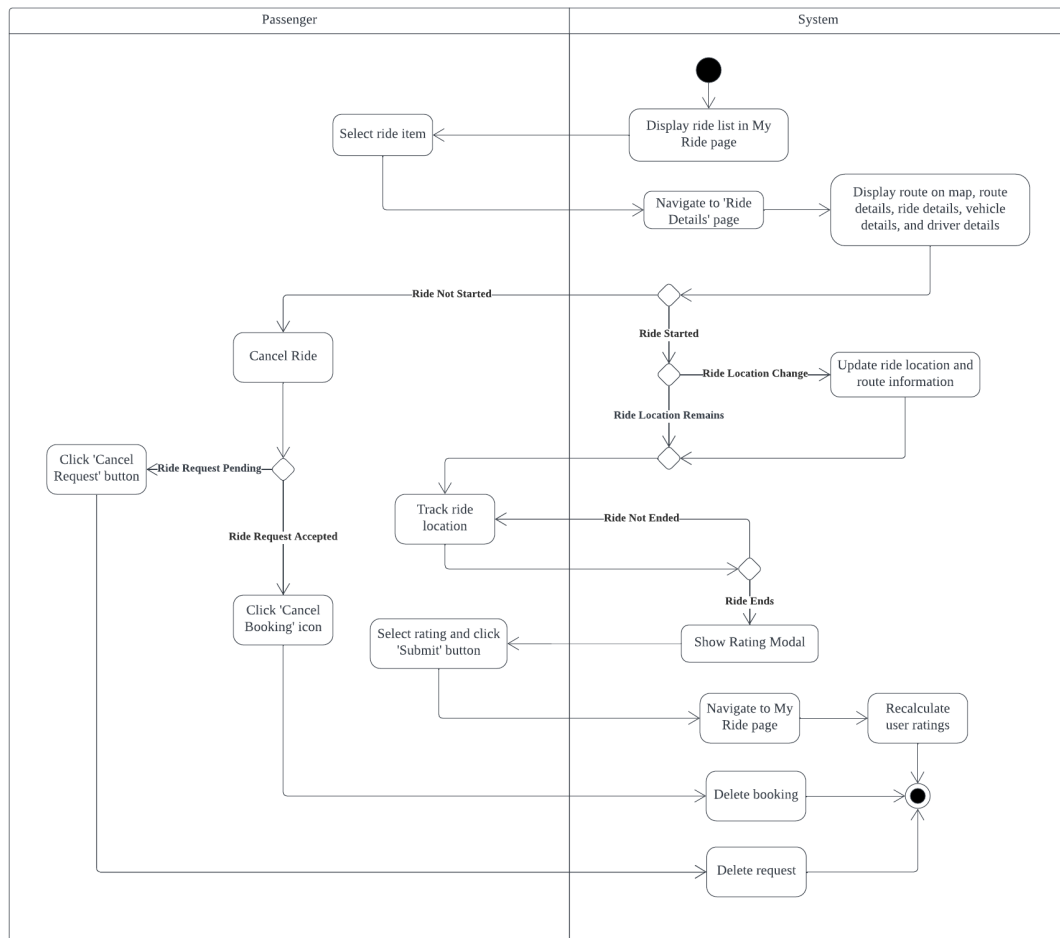 Passenger
System
Display ride list in My
Ride page
Select ride item
Navigate to 'Ride
Details' page
Display route on map, route
details, ride details, vehicle
details, and driver details
Ride Not Started
Ride Started
Cancel Ride
Ride Location Change
Update ride location and
route information
Ride Location Remains
Click 'Cancel
Request' button
Ride Request Pending
Ride Request Accepted
Track ride
location
Ride Not Ended
Ride Ends
Click 'Cancel
Booking' icon
Select rating and click
'Submit' button
Show Rating Modal
Navigate to My
Ride page
Recalculate
user ratings
Delete booking
Delete request